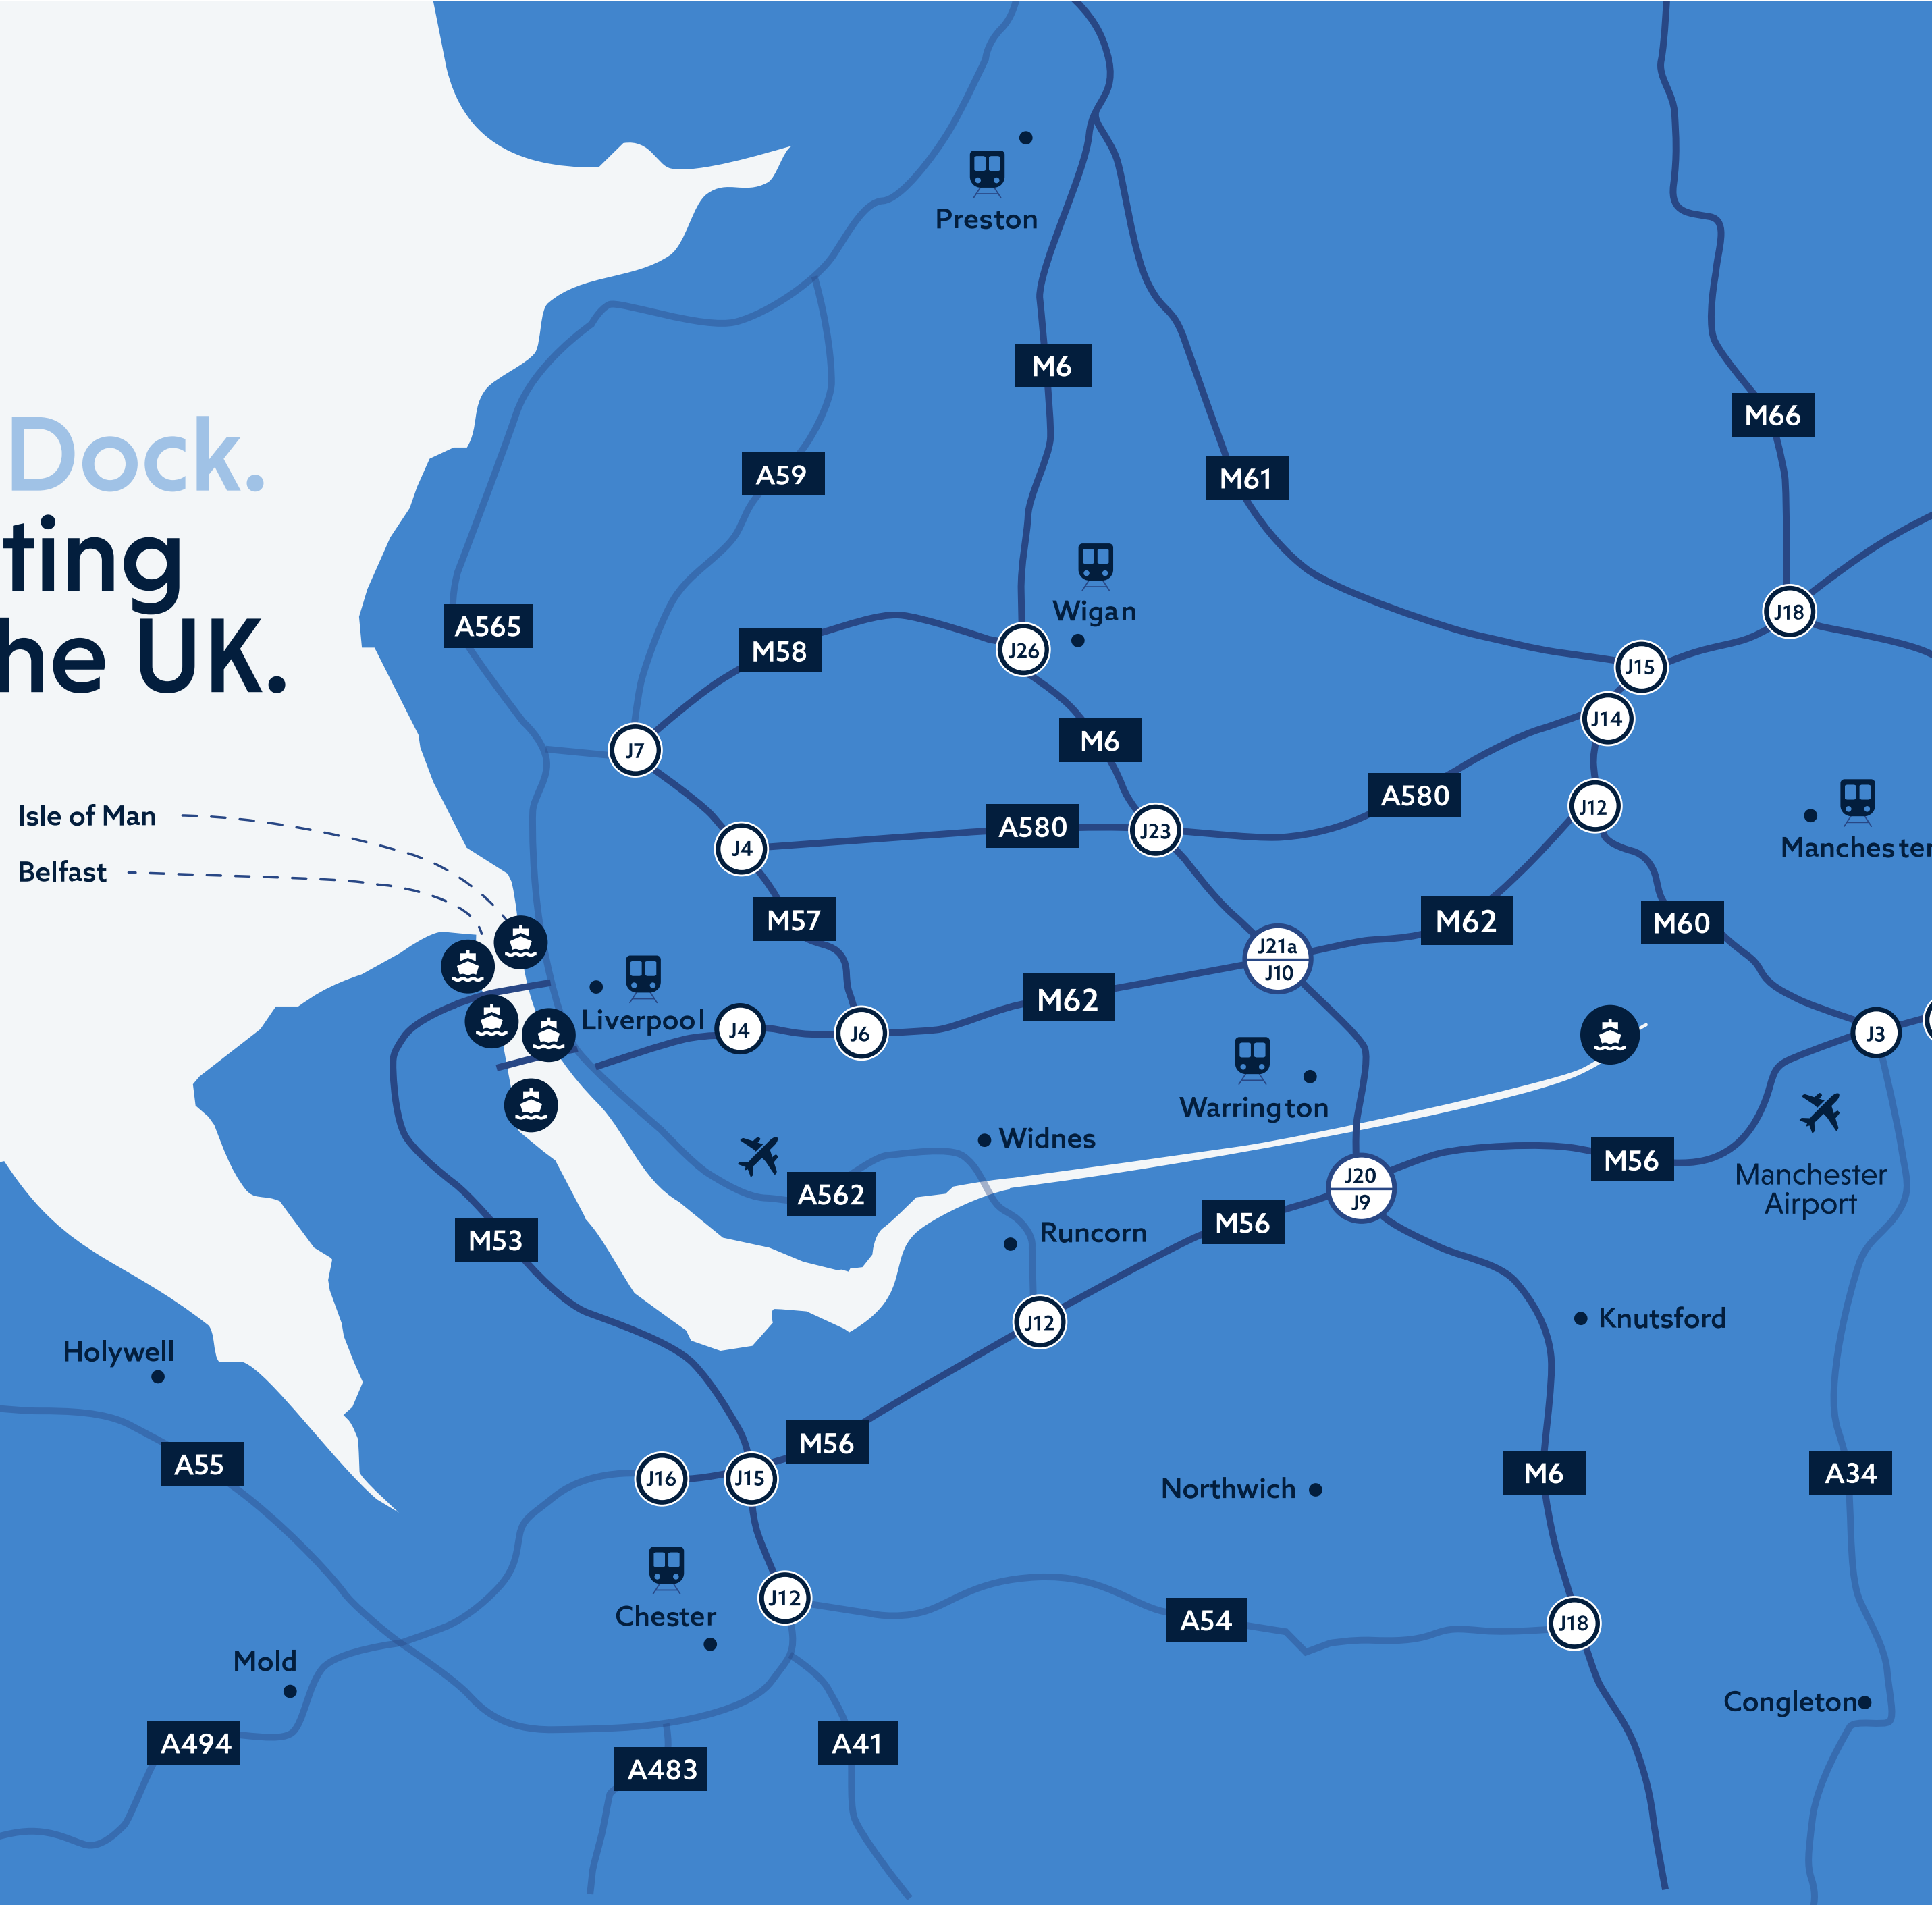 Preston
M6
M66
Dock.
A59
M61
ting
Wigan
J18
A565
he UK.
M58
J26
J15
J14
M6
J7
A580
J12
Isle of Man
A580
J23
J4
Manchester
Belfast
M57
M62
M60
J21a
J10
M62
Liverpool
J4
J6
J3
Warrington
Widnes
M56
J20
J9
Manchester
Airport
A562
M56
Runcorn
M53
J12
Knutsford
Holywell
M56
A55
J16
J15
M6
A34
Northwich
J12
Chester
A54
J18
Mold
Congleton
A494
A41
A483